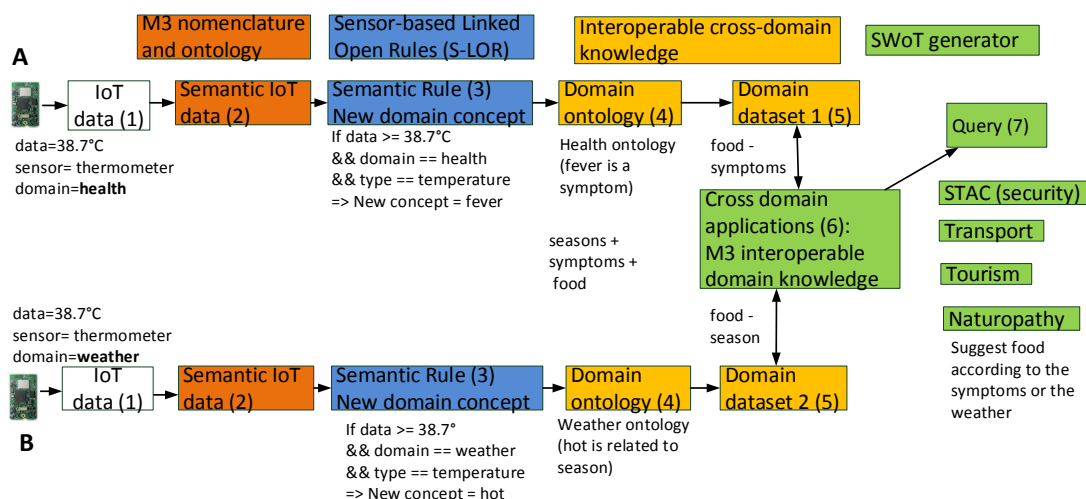 M3 nomenclature
and ontology
Sensor-based Linked
Open Rules (S-LOR)
Interoperable cross-domain
knowledge
SWoT generator
A
IoT
data (1)
Semantic IoT
data (2)
Semantic Rule (3)
New domain concept
Domain
ontology (4)
Domain
dataset 1 (5)
Query (7)
data=38.7°C
sensor= thermometer
domain=health
If data >= 38.7°C
&& domain == health
&& type == temperature
=> New concept = fever
Health ontology
(fever is a
symptom)
food -
symptoms
Cross domain
applications (6):
M3 interoperable
domain knowledge
seasons +
symptoms +
food
STAC (security)
Transport
Tourism
Naturopathy
Suggest food
according to the
symptoms or the
weather
food -
season
data=38.7°C
sensor= thermometer
domain=weather
IoT
data (1)
Semantic IoT
data (2)
Semantic Rule (3)
New domain concept
Domain
ontology (4)
Domain
dataset 2 (5)
B
If data >= 38.7°
&& domain == weather
&& type == temperature
=> New concept = hot
Weather ontology
(hot is related to
season)